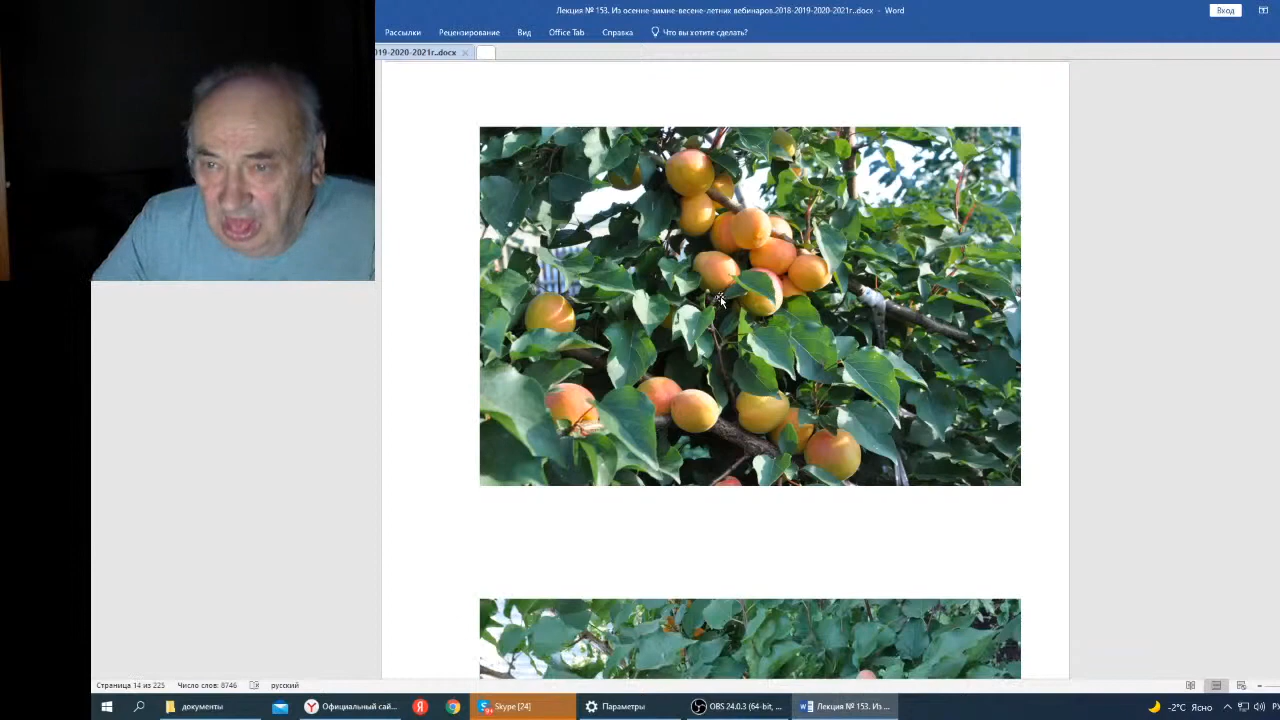 Лекция № 153. Из осенне-зимне-весене-летних вебинаров.2018-2019-2020-2021г..docx - Word
Вход
Рассылки Рецензирование Вид Office Tab Справка Что вы хотите сделать?
019-2020-2021г..docx
Страница 14 из 225 Число слов: 8746 русский
документы Официальный сай... Skype [24] Параметры OBS 24.0.3 (64-bit, ... Лекция № 153. Из ... -2°C Ясно